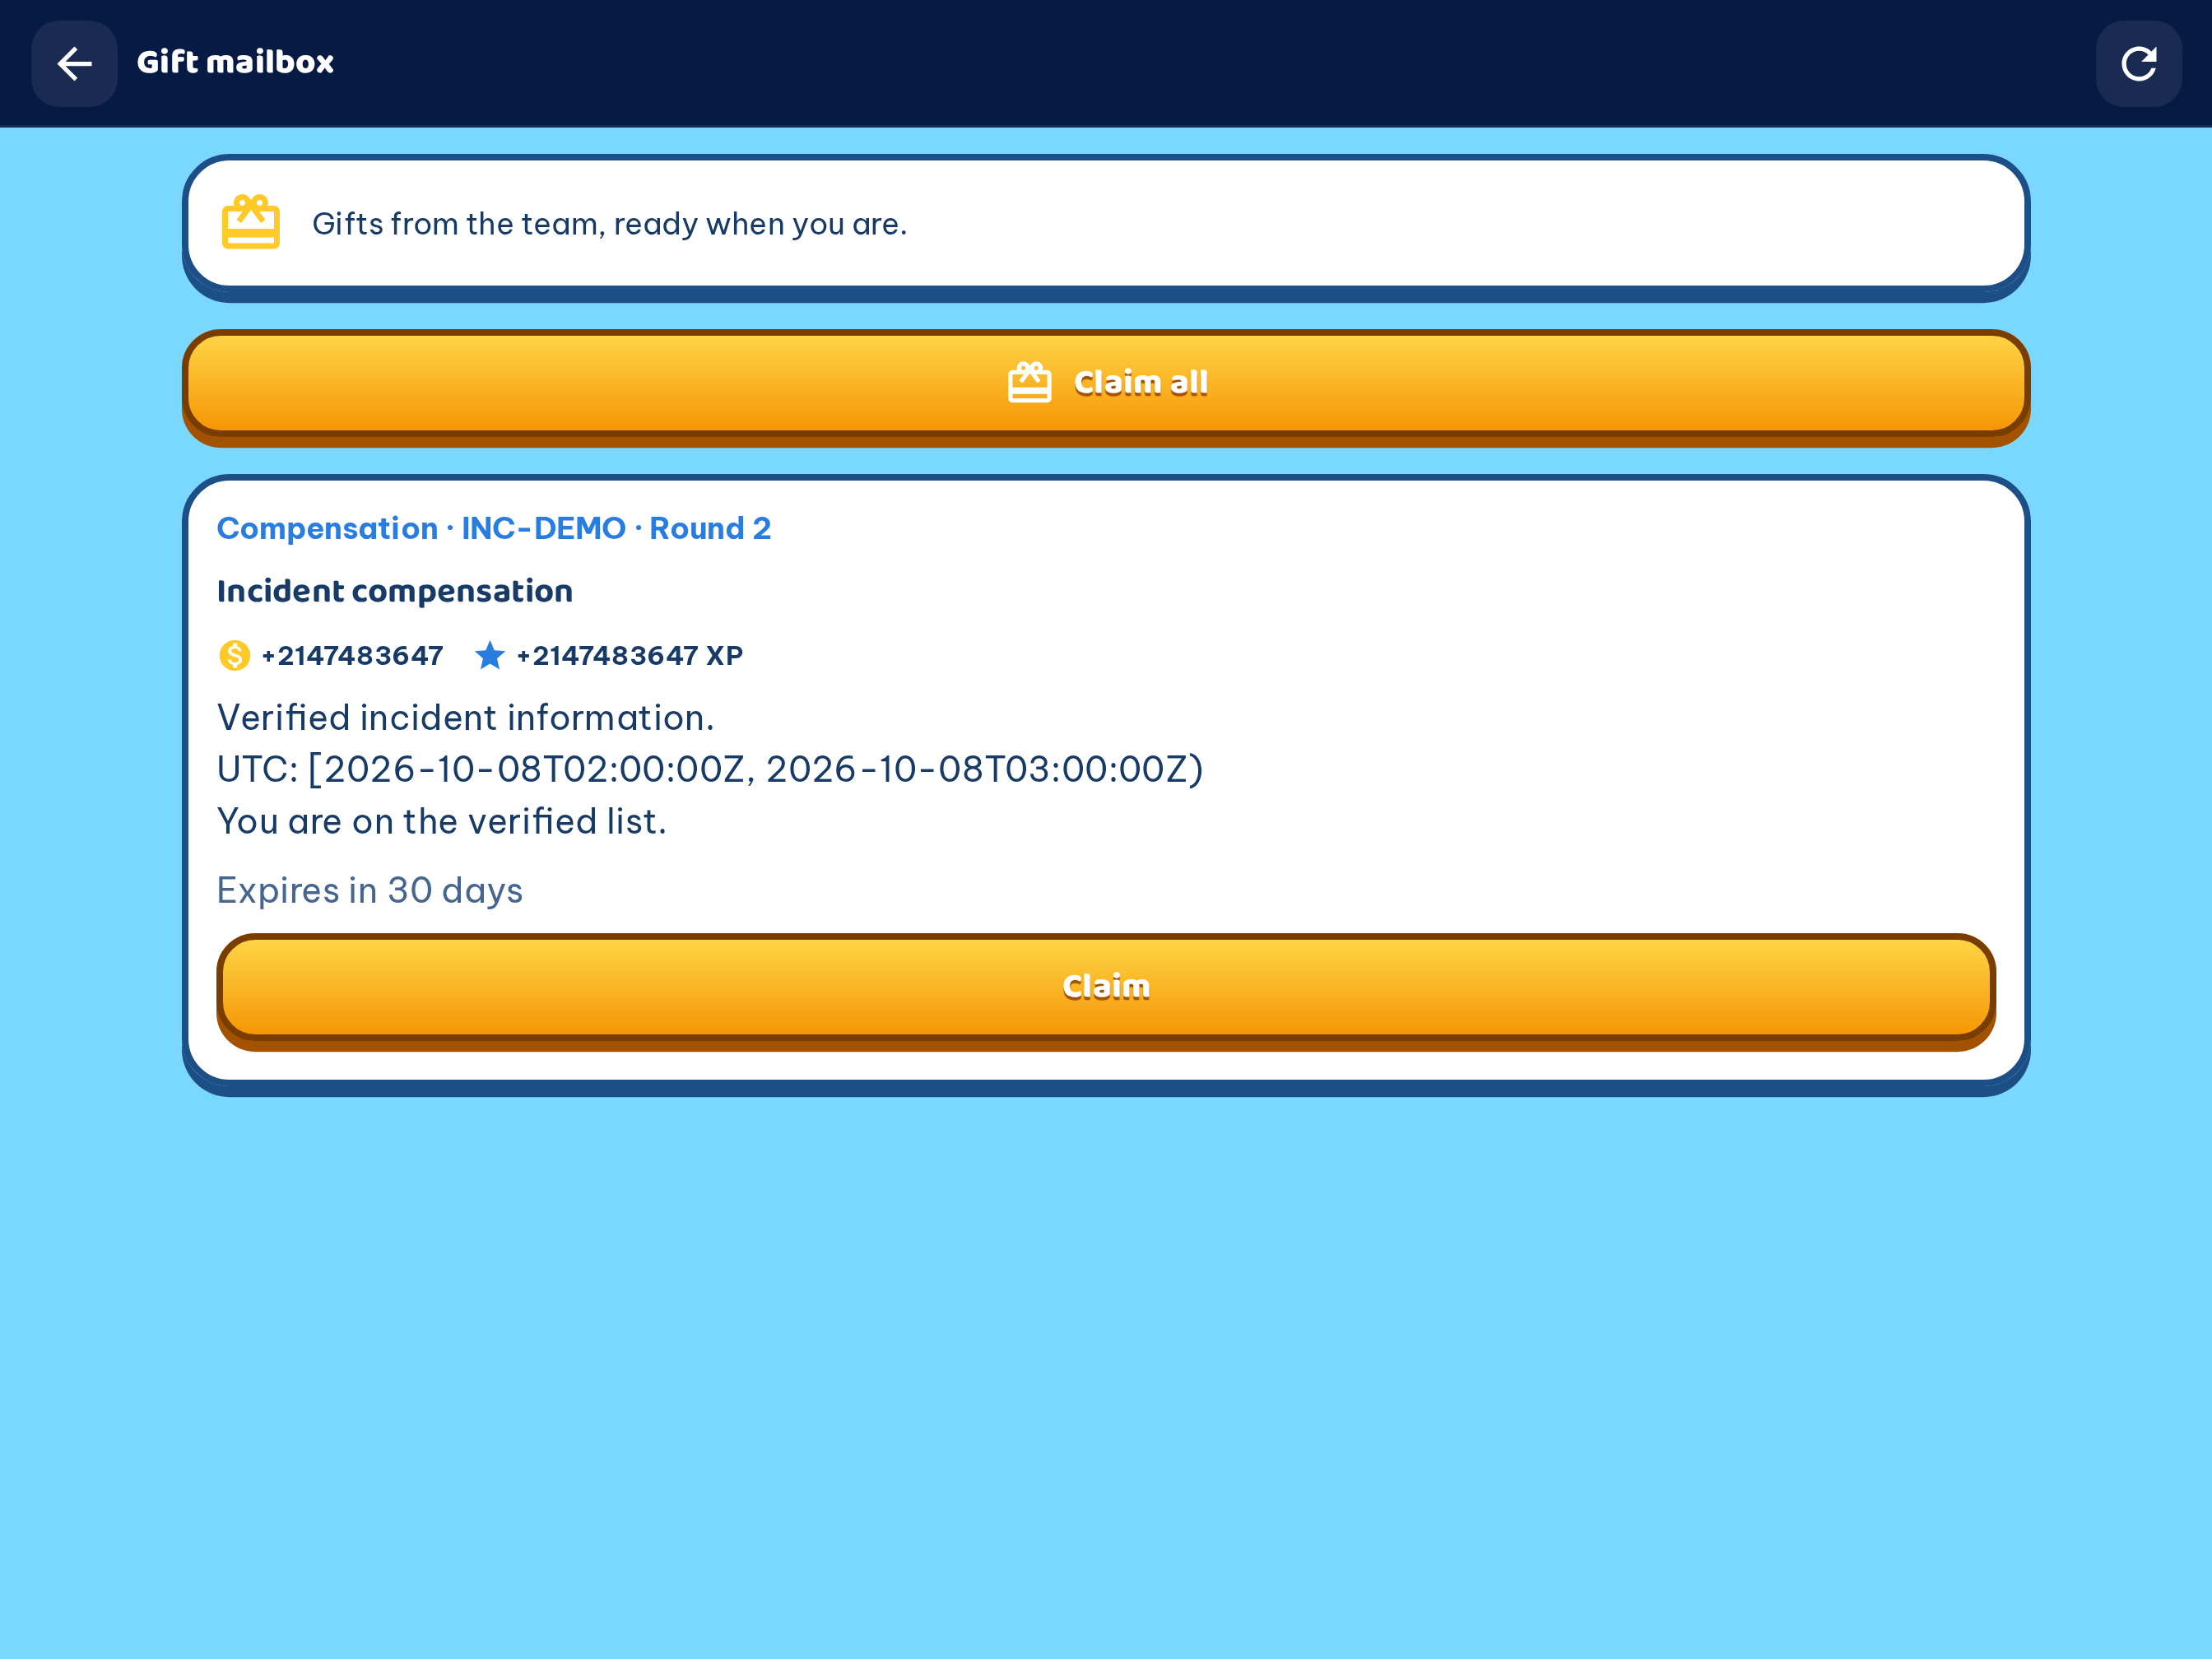 Gift mailbox
Gifts from the team, ready when you are.
Claim all
Compensation · INC-DEMO · Round 2
Incident compensation
+2147483647 +2147483647 XP
Verified incident information.
UTC: [2026-10-08T02:00:00Z, 2026-10-08T03:00:00Z)
You are on the verified list.
Expires in 30 days
Claim